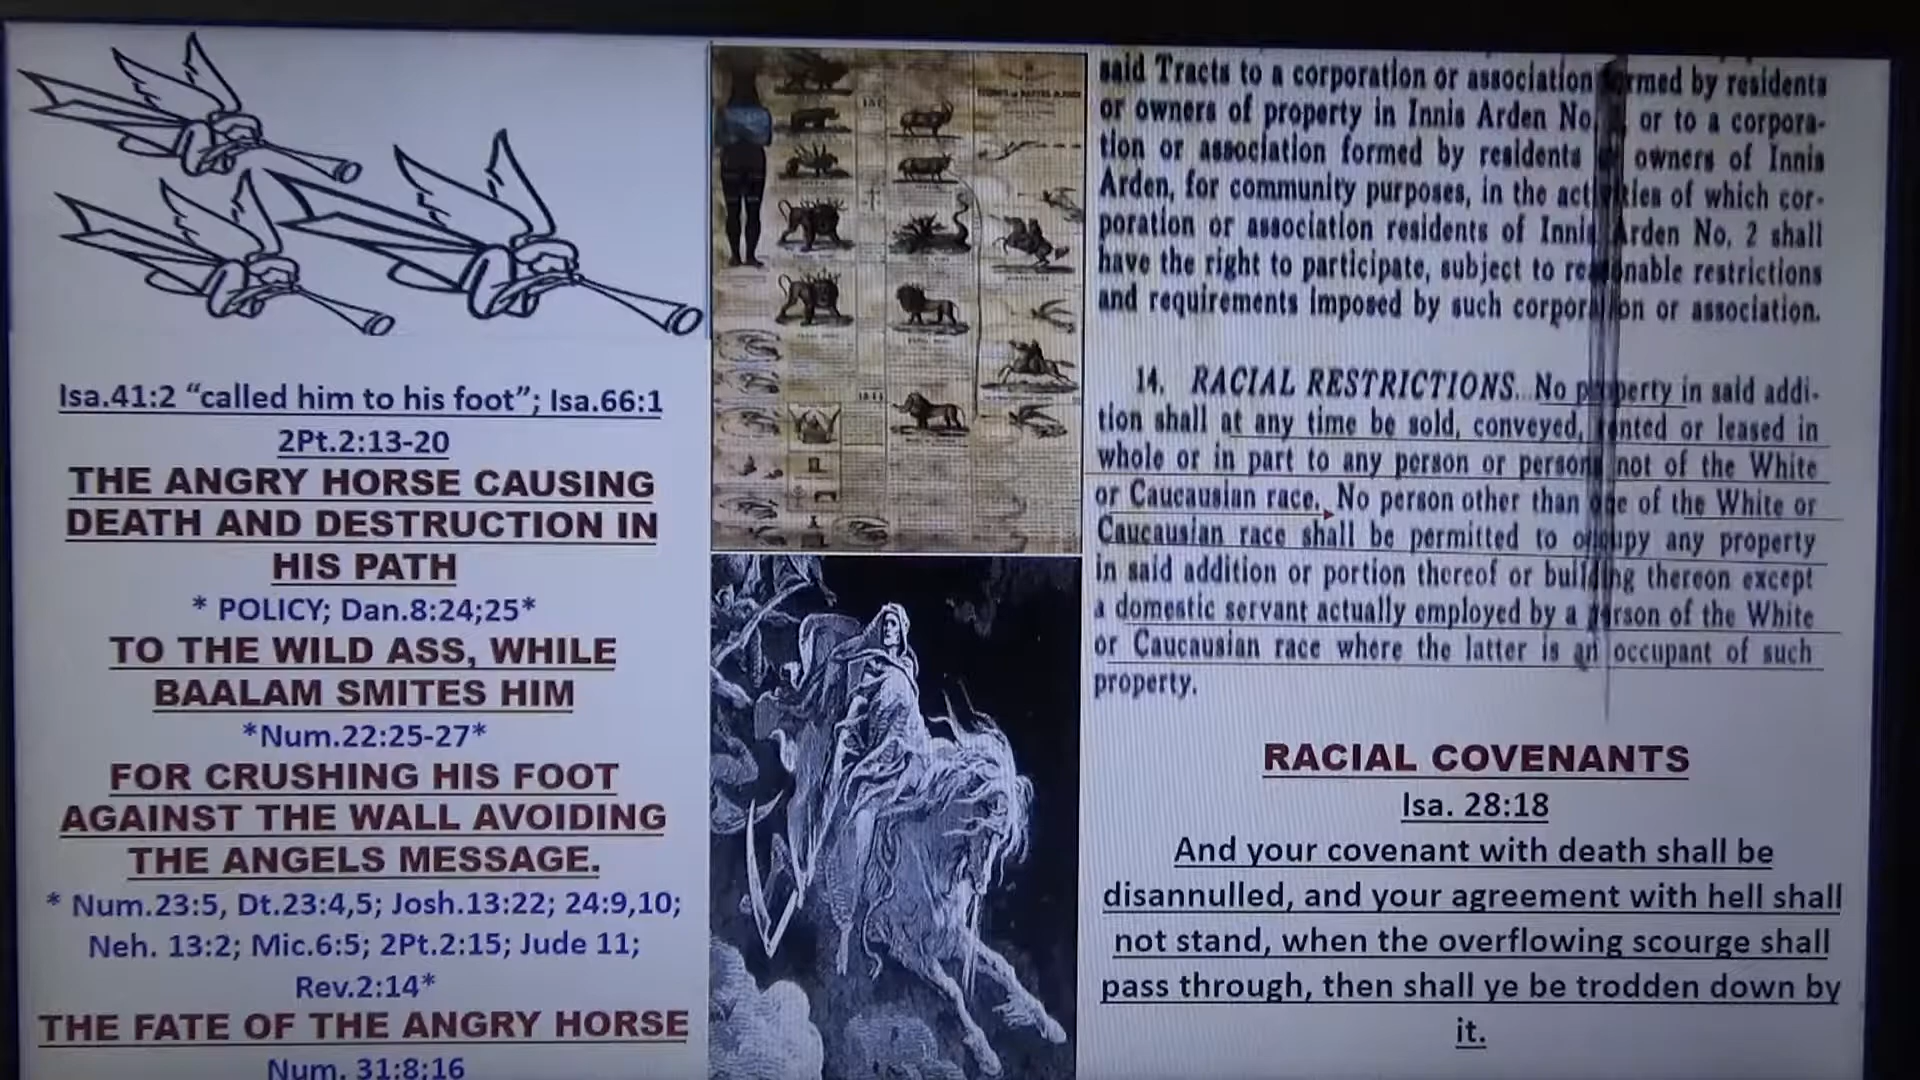 Isa.41:2 “called him to his foot”; Isa.66:1
2Pt.2:13-20
THE ANGRY HORSE CAUSING
DEATH AND DESTRUCTION IN
HIS PATH
* POLICY; Dan.8:24;25*
TO THE WILD ASS, WHILE
BAALAM SMITES HIM
*Num.22:25-27*
FOR CRUSHING HIS FOOT
AGAINST THE WALL AVOIDING
THE ANGELS MESSAGE.
* Num.23:5, Dt.23:4,5; Josh.13:22; 24:9,10;
Neh. 13:2; Mic.6:5; 2Pt.2:15; Jude 11;
Rev.2:14*
THE FATE OF THE ANGRY HORSE
Num. 31:8;16
1843
said Tracts to a corporation or association formed by residents
or owners of property in Innis Arden No. or to a corpora-
tion or association formed by residents or owners of Innis
Arden, for community purposes, in the activities of which cor-
poration or association residents of Innis Arden No. 2 shall
have the right to participate, subject to reasonable restrictions
and requirements imposed by such corporation or association.
14. RACIAL RESTRICTIONS. No property in said addi-
tion shall at any time be sold, conveyed, rented or leased in
whole or in part to any person or persons not of the White
or Caucausian race. No person other than one of the White or
Caucausian race shall be permitted to occupy any property
in said addition or portion thereof or building thereon except
a domestic servant actually employed by a person of the White
or Caucausian race where the latter is an occupant of such
property.
RACIAL COVENANTS
Isa. 28:18
And your covenant with death shall be
disannulled, and your agreement with hell shall
not stand, when the overflowing scourge shall
pass through, then shall ye be trodden down by
it.